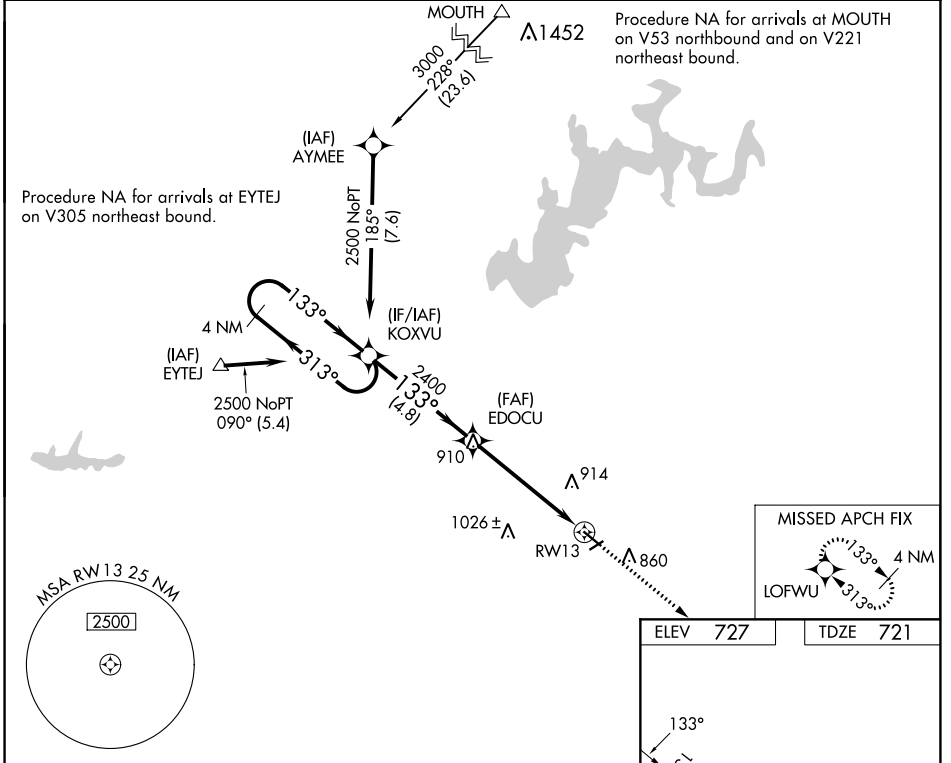 MOUTH
1452
Procedure NA for arrivals at MOUTH
on V53 northbound and on V221
northeast bound.
3000
228°
(23.6)
(IAF)
AYMEE
Procedure NA for arrivals at EYTEJ
on V305 northeast bound.
2500 NoPT
185°
(7.6)
133°
4 NM
313°
(IF/IAF)
KOXVU
(IAF)
EYTEJ
2500 NoPT
090° (5.4)
2400
133°
(4.8)
(FAF)
EDOCU
910
914
1026 ±
RW13
860
MISSED APCH FIX
133°
4 NM
LOFWU
313°
MSA RW13 25 NM
2500
ELEV 727
TDZE 721
133°